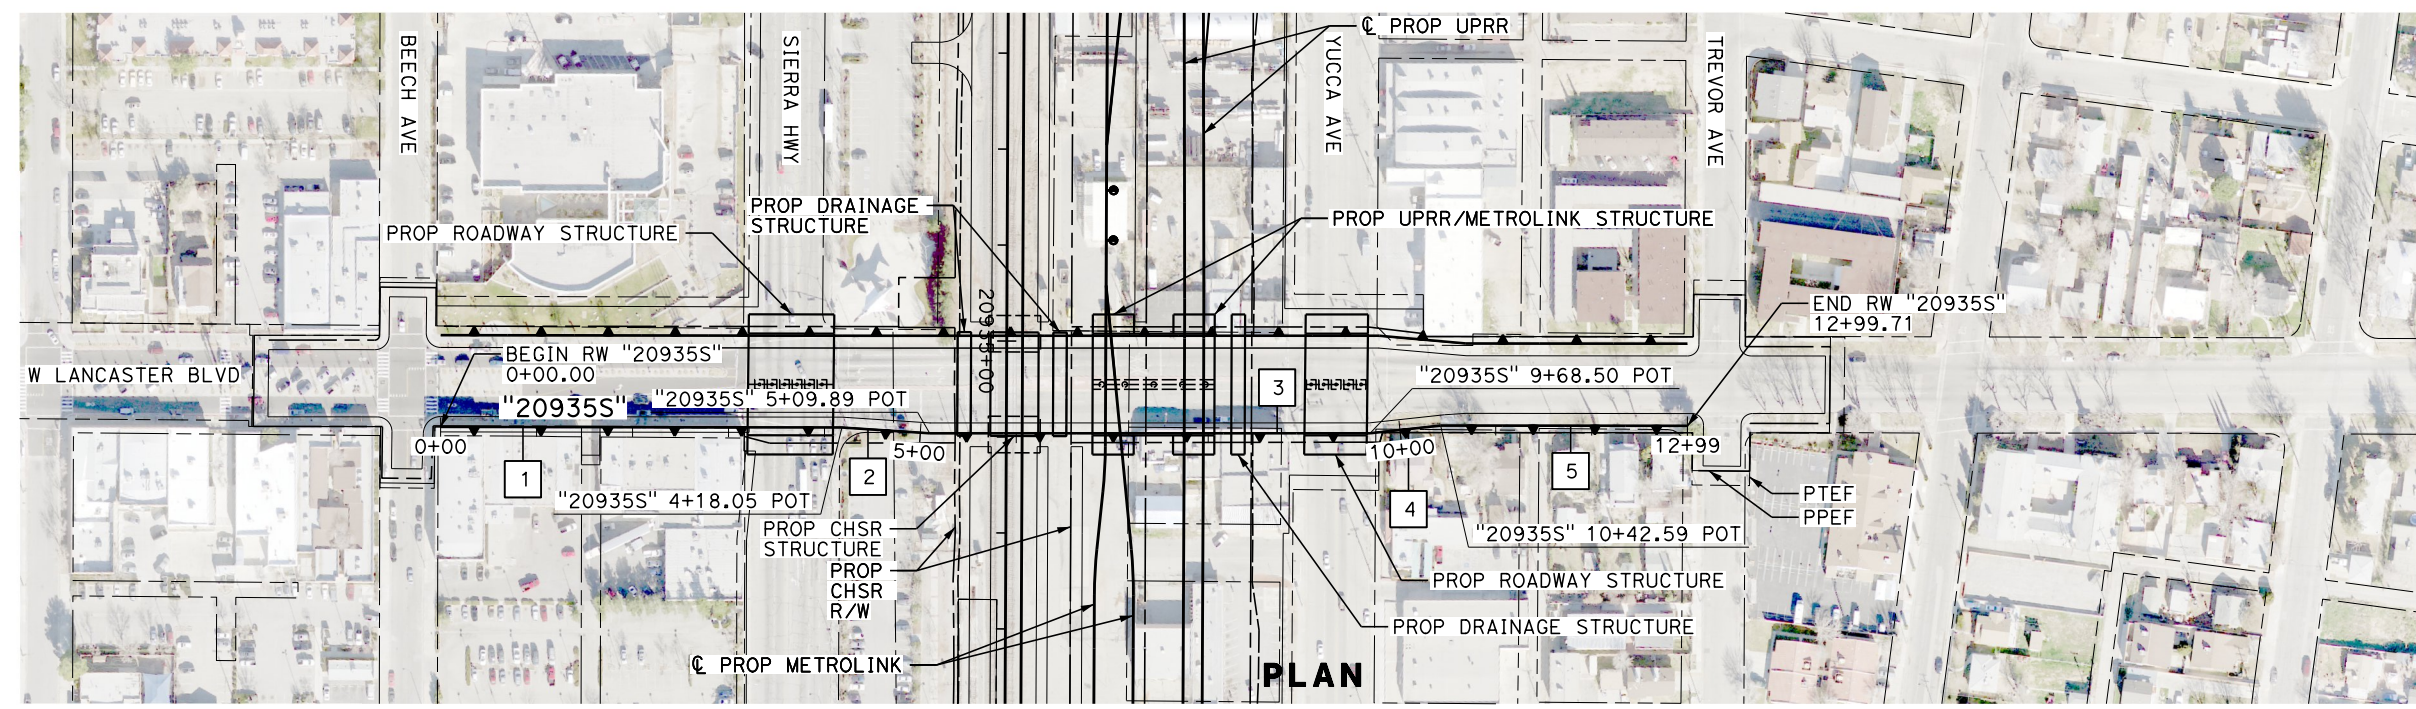 ℄ PROP UPRR
BEECH AVE
SIERRA HWY
YUCCA AVE
TREVOR AVE
PROP DRAINAGE
STRUCTURE
PROP ROADWAY STRUCTURE
PROP UPRR/METROLINK STRUCTURE
20935+00
END RW "20935S"
12+99.71
BEGIN RW "20935S"
0+00.00
W LANCASTER BLVD
"20935S"
"20935S" 5+09.89 POT
"20935S" 9+68.50 POT
3
0+00
5+00
10+00
12+99
1
2
4
5
"20935S" 4+18.05 POT
PTEF
PPEF
PROP CHSR
STRUCTURE
"20935S" 10+42.59 POT
PROP
CHSR
R/W
PROP ROADWAY STRUCTURE
PROP DRAINAGE STRUCTURE
℄ PROP METROLINK
PLAN